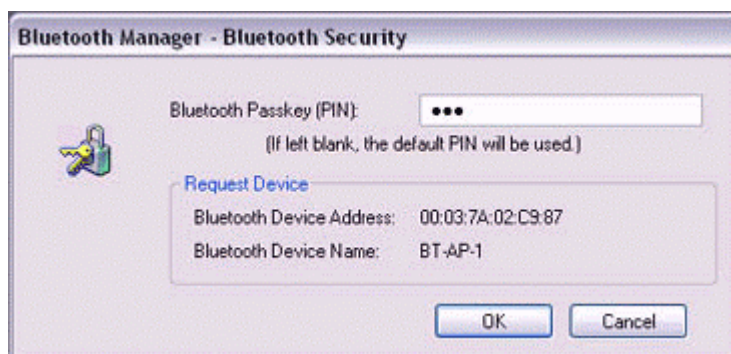 Bluetooth Manager - Bluetooth Security
Bluetooth Passkey (PIN): •••
(If left blank, the default PIN will be used.)
Request Device
Bluetooth Device Address: 00:03:7A:02:C9:87
Bluetooth Device Name: BT-AP-1
OK Cancel